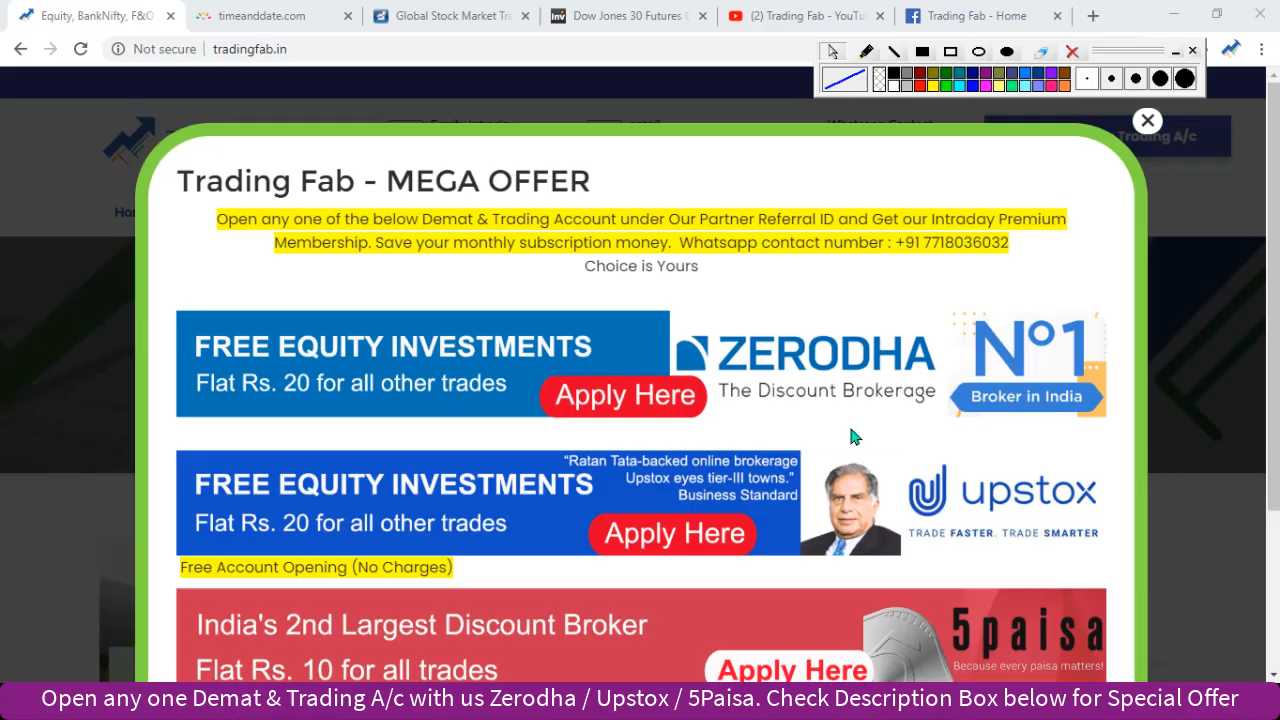 Equity, BankNifty, F&O
timeanddate.com
Global Stock Market Tra
Dow Jones 30 Futures
(2) Trading Fab - YouTu
Trading Fab - Home
Not secure
tradingfab.in
Equity Intraday
email
Whatsapp Contact
Trading A/c
Trading Fab - MEGA OFFER
Open any one of the below Demat & Trading Account under Our Partner Referral ID and Get our Intraday Premium
Membership. Save your monthly subscription money. Whatsapp contact number : +91 7718036032
Choice is Yours
FREE EQUITY INVESTMENTS
Flat Rs. 20 for all other trades
Apply Here
ZERODHA
The Discount Brokerage
Nº1
Broker in India
FREE EQUITY INVESTMENTS
Flat Rs. 20 for all other trades
"Ratan Tata-backed online brokerage
Upstox eyes tier-III towns."
Business Standard
Apply Here
upstox
TRADE FASTER. TRADE SMARTER
Free Account Opening (No Charges)
India's 2nd Largest Discount Broker
Flat Rs. 10 for all trades
Apply Here
5paisa
Because every paisa matters!
Open any one Demat & Trading A/c with us Zerodha / Upstox / 5Paisa. Check Description Box below for Special Offer